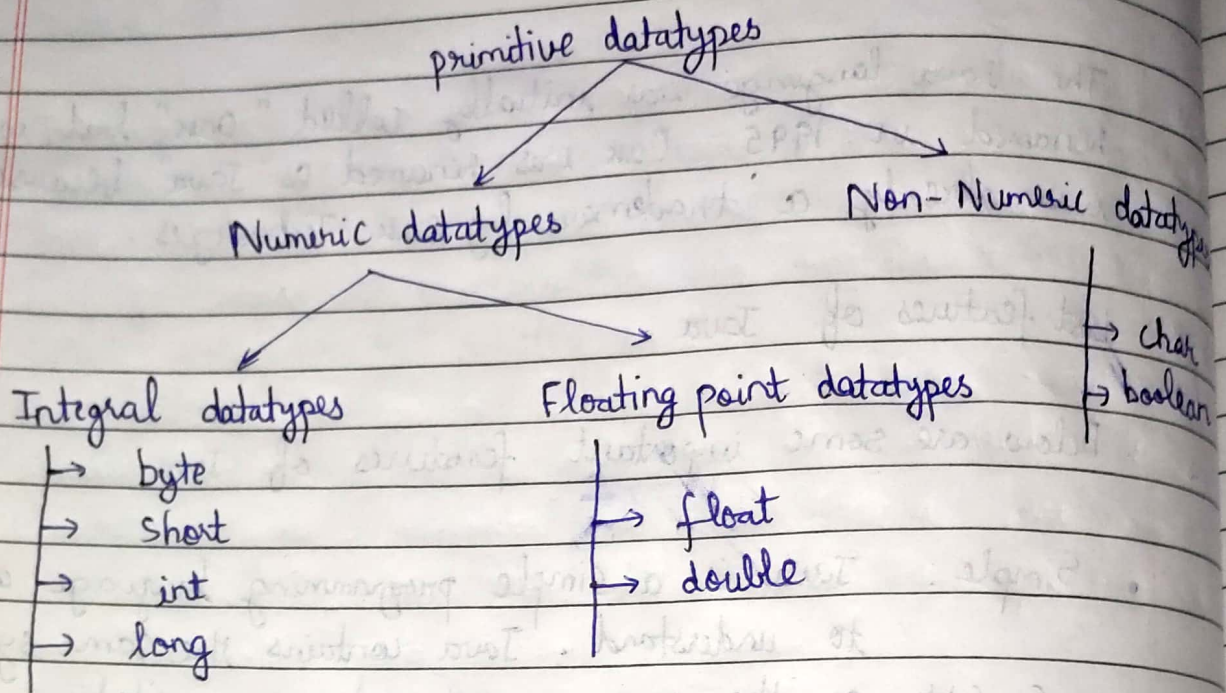 primitive datatypes
Numeric datatypes
Non-Numeric datatypes
Integral datatypes
byte
short
int
long
Floating point datatypes
float
double
char
boolean